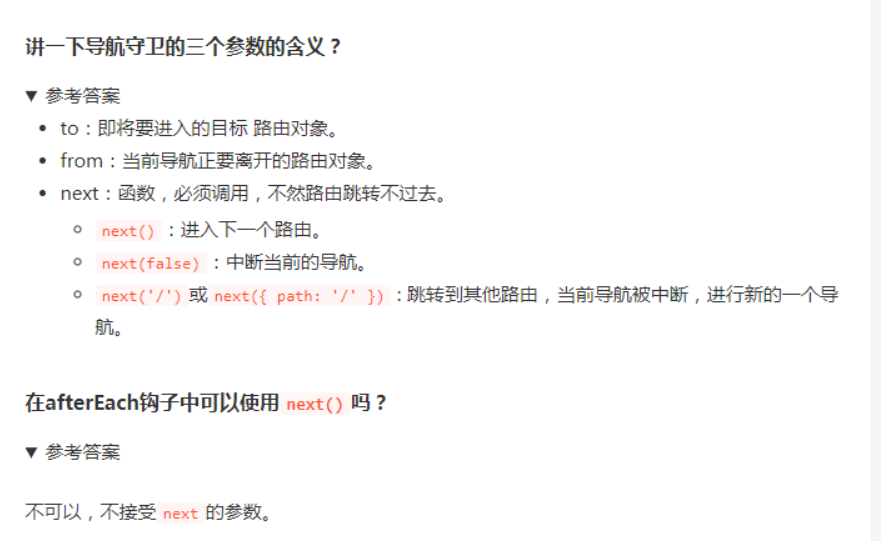 讲一下导航守卫的三个参数的含义？
▼ 参考答案
• to：即将要进入的目标 路由对象。
• from：当前导航正要离开的路由对象。
• next：函数，必须调用，不然路由跳转不过去。
○ next() ：进入下一个路由。
○ next(false) ：中断当前的导航。
○ next('/') 或 next({ path: '/' }) ：跳转到其他路由，当前导航被中断，进行新的一个导
航。
在afterEach钩子中可以使用 next() 吗？
▼ 参考答案
不可以，不接受 next 的参数。